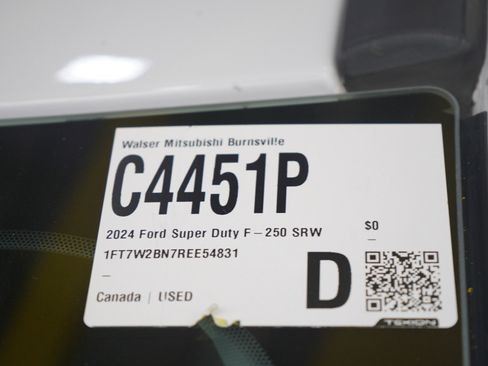 Walser Mitsubishi Burnsville
C4451P
2024 Ford Super Duty F-250 SRW
$0
–
1FT7W2BN7REE54831
–
Canada | USED
D
TEKION